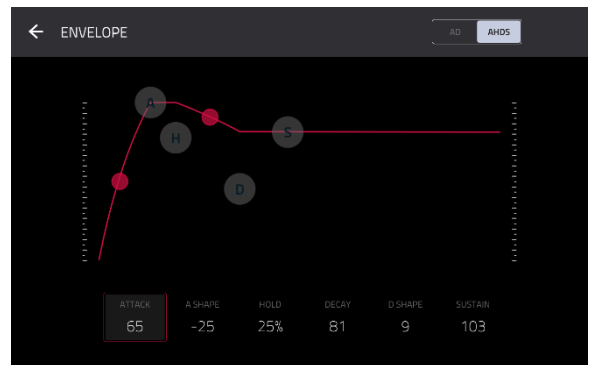 ENVELOPE
AD AHDS
A
H
S
D
ATTACK A SHAPE HOLD DECAY D SHAPE SUSTAIN
65 -25 25% 81 9 103